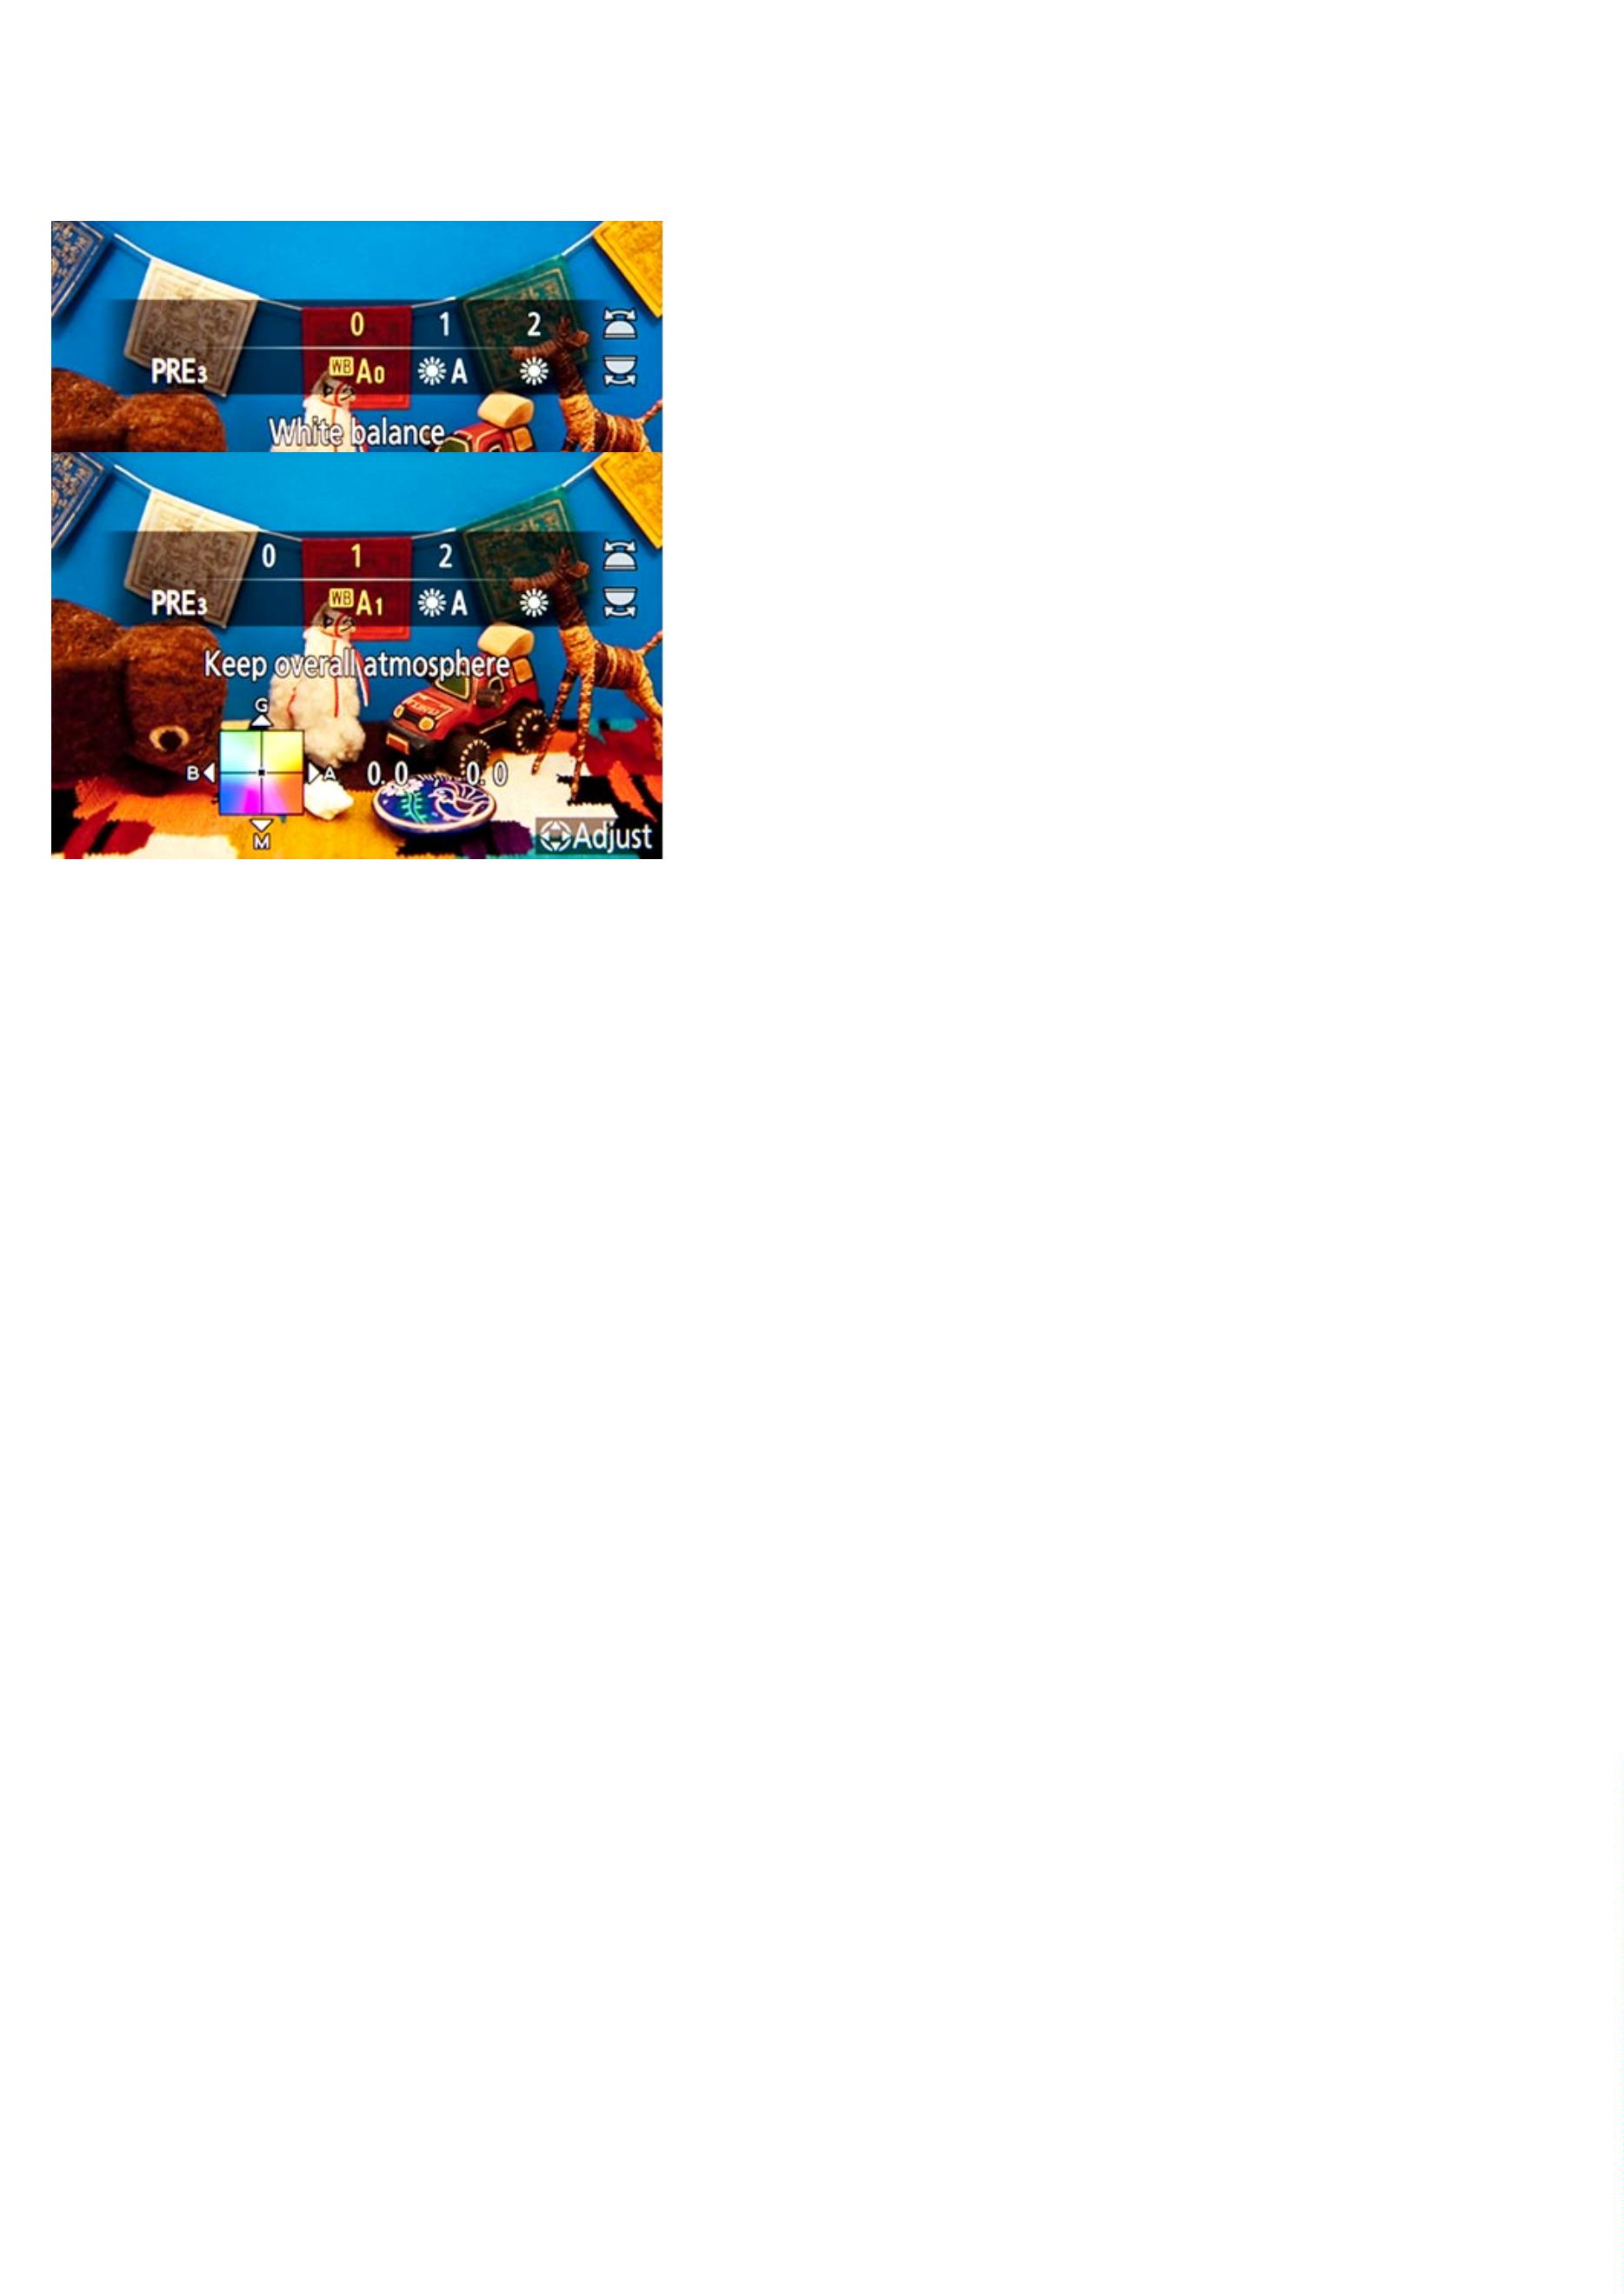 0 1 2
PRE3 WB A0 A
White balance
0 1 2
PRE3 WB A1 A
Keep overall atmosphere
G
B A 0.0, 0.0
M
Adjust